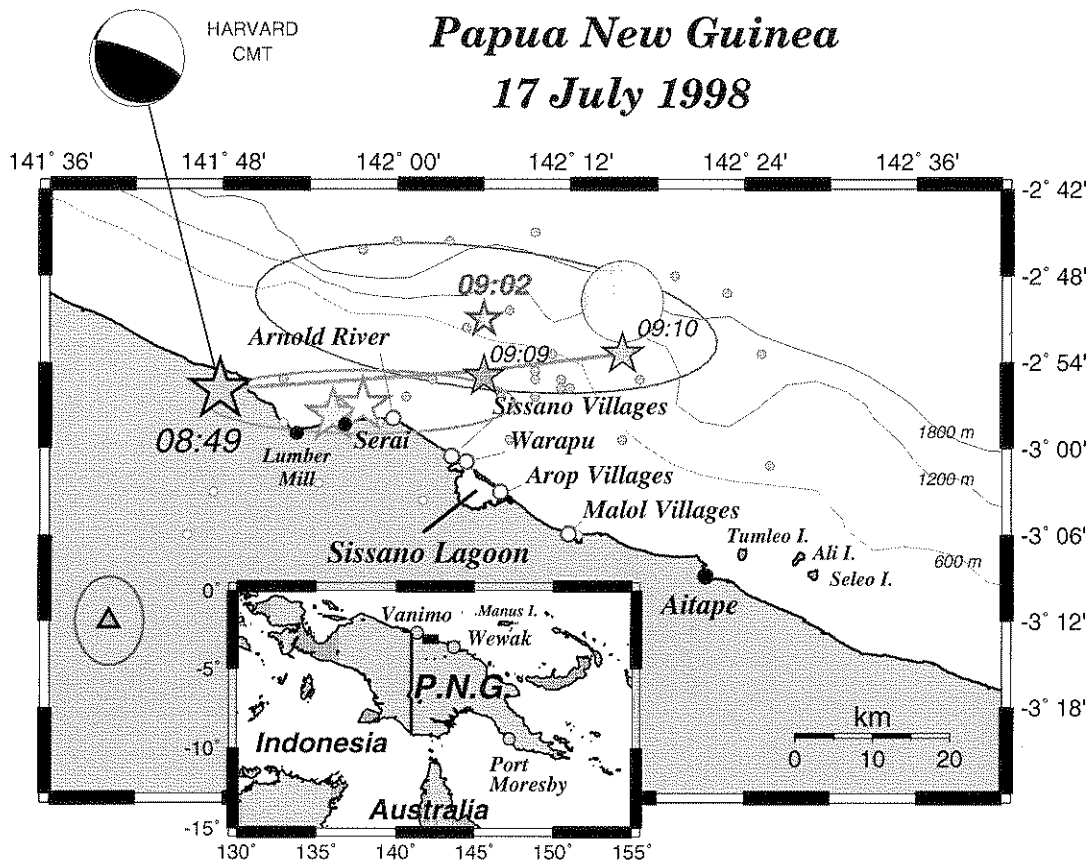 HARVARD
CMT
Papua New Guinea
17 July 1998
141° 36'
141° 48'
142° 00'
142° 12'
142° 24'
142° 36'
-2° 42'
-2° 48'
-2° 54'
-3° 00'
-3° 06'
-3° 12'
-3° 18'
09:02
09:10
Arnold River
09:09
Sissano Villages
08:49
Serai
Warapu
Lumber
Mill
Arop Villages
Malol Villages
Sissano Lagoon
1800 m
1200 m
600 m
Tumleo I.
Ali I.
Seleo I.
Aitape
km
0 10 20
0
-5
-10
-15
Vanimo
Manus I.
Wewak
P.N.G.
Indonesia
Port
Moresby
Australia
130° 135° 140° 145° 150° 155°